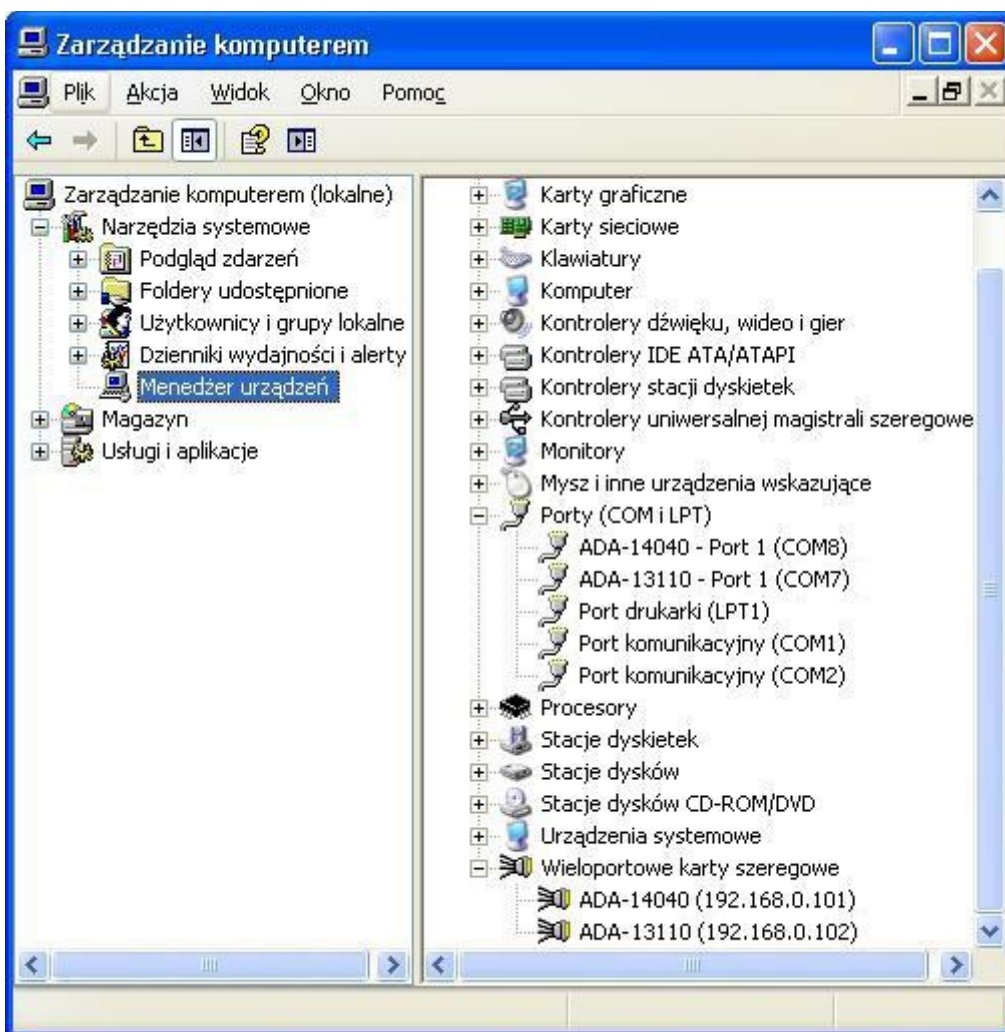 Zarządzanie komputerem
Plik Akcja Widok Okno Pomoc
Zarządzanie komputerem (lokalne)
Narzędzia systemowe
Podgląd zdarzeń
Foldery udostępnione
Użytkownicy i grupy lokalne
Dzienniki wydajności i alerty
Menedżer urządzeń
Magazyn
Usługi i aplikacje
Karty graficzne
Karty sieciowe
Klawiatury
Komputer
Kontrolery dźwięku, wideo i gier
Kontrolery IDE ATA/ATAPI
Kontrolery stacji dyskietek
Kontrolery uniwersalnej magistrali szeregowe
Monitory
Mysz i inne urządzenia wskazujące
Porty (COM i LPT)
ADA-14040 - Port 1 (COM8)
ADA-13110 - Port 1 (COM7)
Port drukarki (LPT1)
Port komunikacyjny (COM1)
Port komunikacyjny (COM2)
Procesory
Stacje dyskietek
Stacje dysków
Stacje dysków CD-ROM/DVD
Urządzenia systemowe
Wieloportowe karty szeregowe
ADA-14040 (192.168.0.101)
ADA-13110 (192.168.0.102)